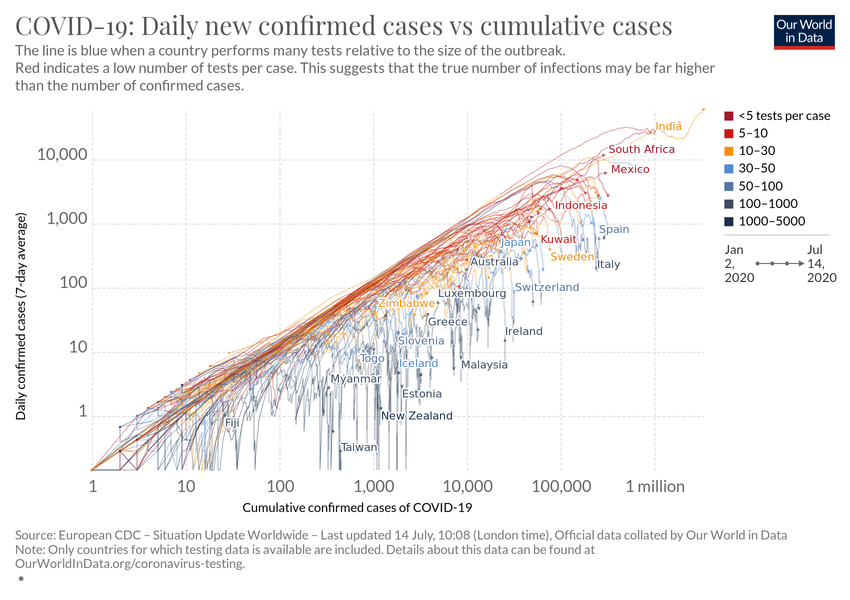 COVID-19: Daily new confirmed cases vs cumulative cases
Our World
in Data
The line is blue when a country performs many tests relative to the size of the outbreak.
Red indicates a low number of tests per case. This suggests that the true number of infections may be far higher
than the number of confirmed cases.
<5 tests per case
5–10
10–30
30–50
50–100
100–1000
1000–5000
Jan
2,
2020
Jul
14,
2020
Daily confirmed cases (7-day average)
10,000
1,000
100
10
1
India
South Africa
Mexico
Indonesia
Spain
Japan
Kuwait
Sweden
Italy
Australia
Switzerland
Luxembourg
Zimbabwe
Greece
Ireland
Slovenia
Togo
Iceland
Malaysia
Myanmar
Estonia
New Zealand
Fiji
Taiwan
1
10
100
1,000
10,000
100,000
1 million
Cumulative confirmed cases of COVID-19
Source: European CDC – Situation Update Worldwide – Last updated 14 July, 10:08 (London time), Official data collated by Our World in Data
Note: Only countries for which testing data is available are included. Details about this data can be found at
OurWorldInData.org/coronavirus-testing.